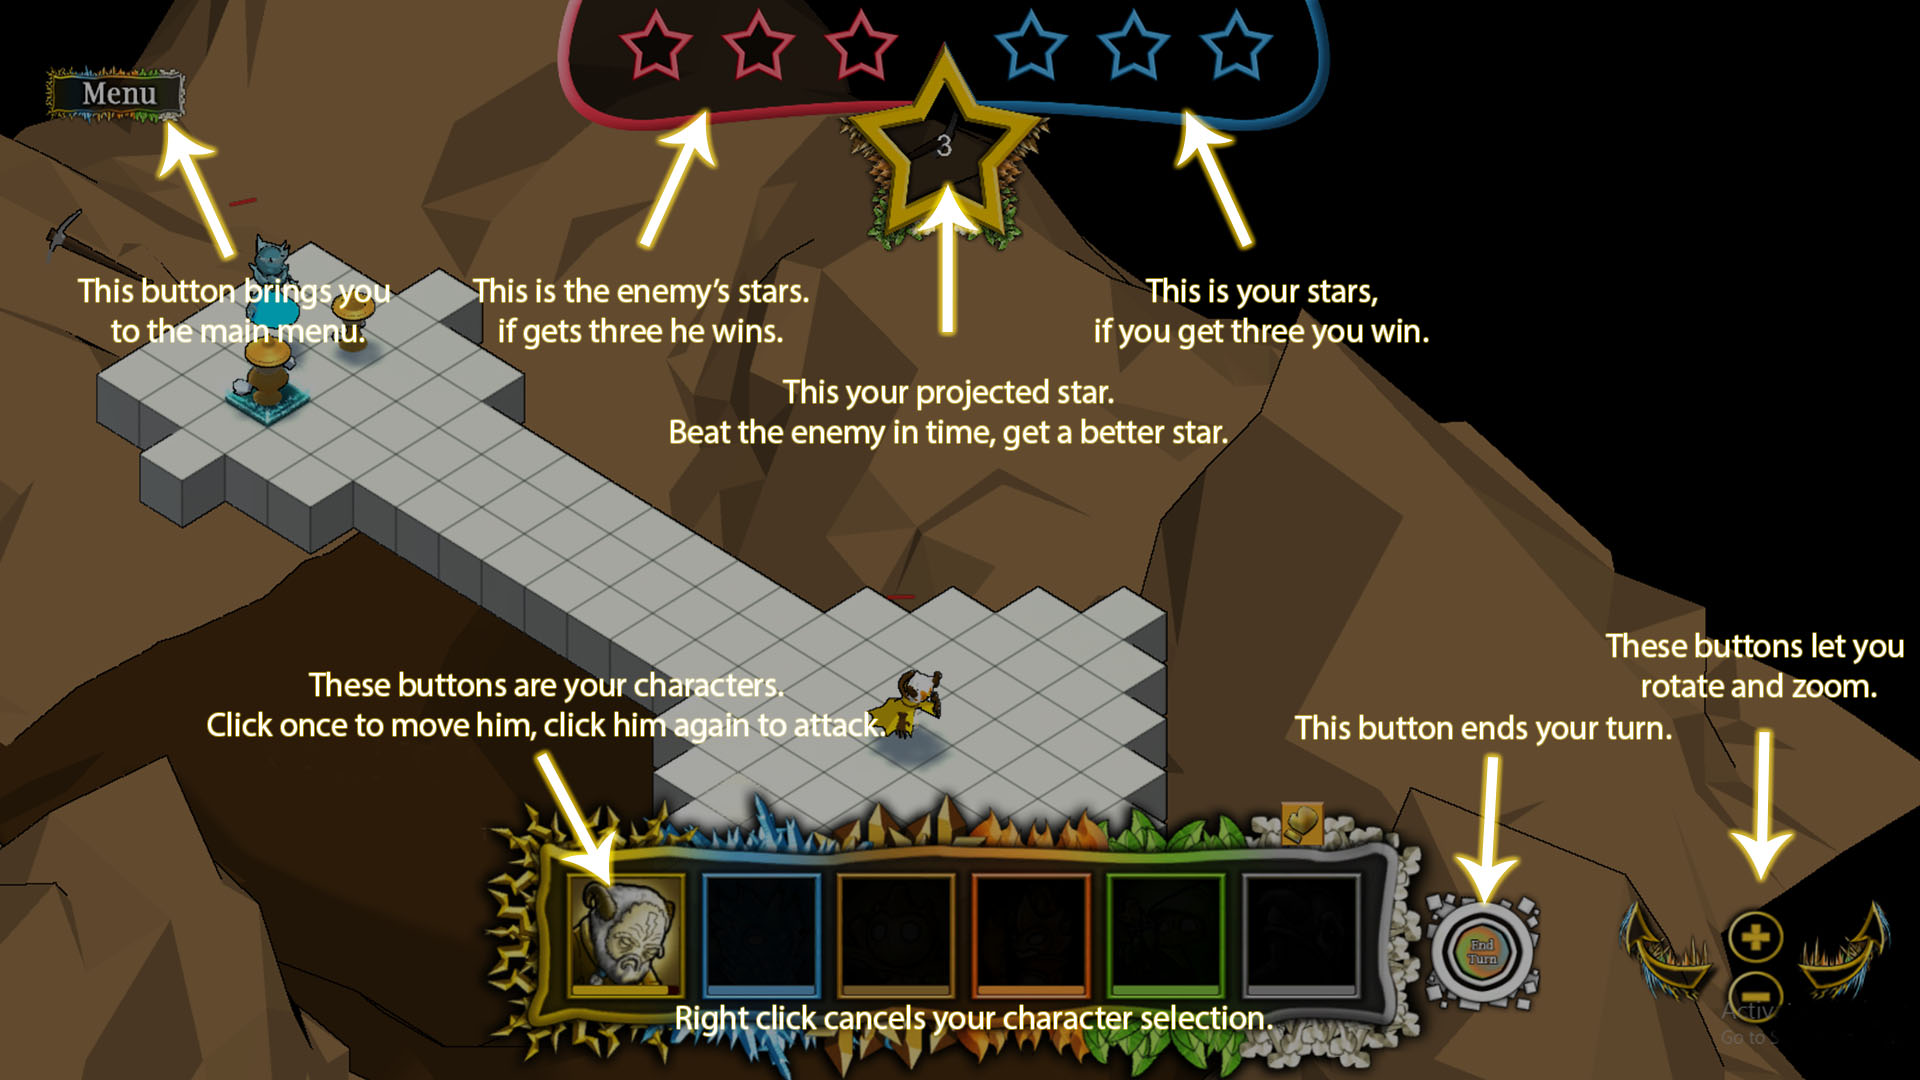 Menu
3
This button brings you
to the main menu.
This is the enemy's stars.
if gets three he wins.
This is your stars,
if you get three you win.
This your projected star.
Beat the enemy in time, get a better star.
These buttons are your characters.
Click once to move him, click him again to attack.
These buttons let you
rotate and zoom.
This button ends your turn.
End
Turn
Right click cancels your character selection.
Activ
Go to S